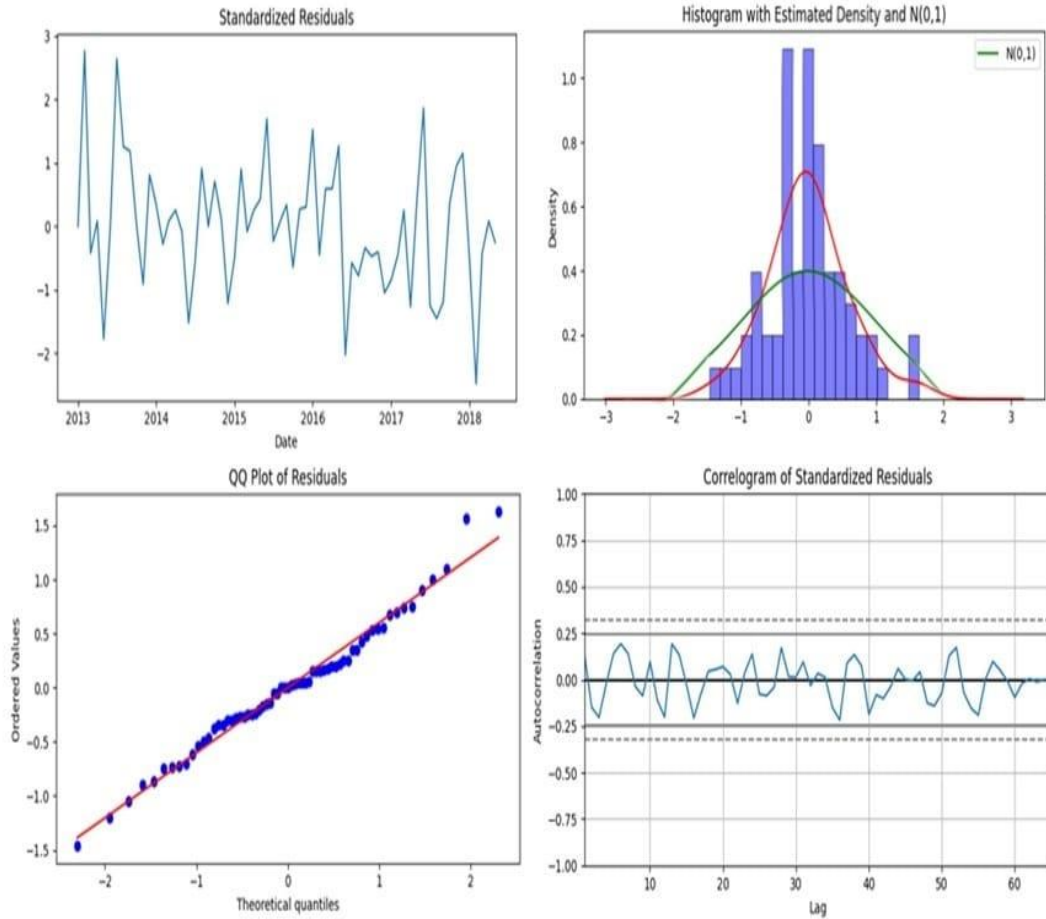 Standardized Residuals
3
2
1
0
−1
−2
2013 2014 2015 2016 2017 2018
Date
Histogram with Estimated Density and N(0,1)
N(0,1)
Density
1.0
0.8
0.6
0.4
0.2
0.0
−3 −2 −1 0 1 2 3
QQ Plot of Residuals
Ordered Values
1.5
1.0
0.5
0.0
−0.5
−1.0
−1.5
−2 −1 0 1 2
Theoretical quantiles
Correlogram of Standardized Residuals
Autocorrelation
1.00
0.75
0.50
0.25
0.00
−0.25
−0.50
−0.75
−1.00
10 20 30 40 50 60
Lag